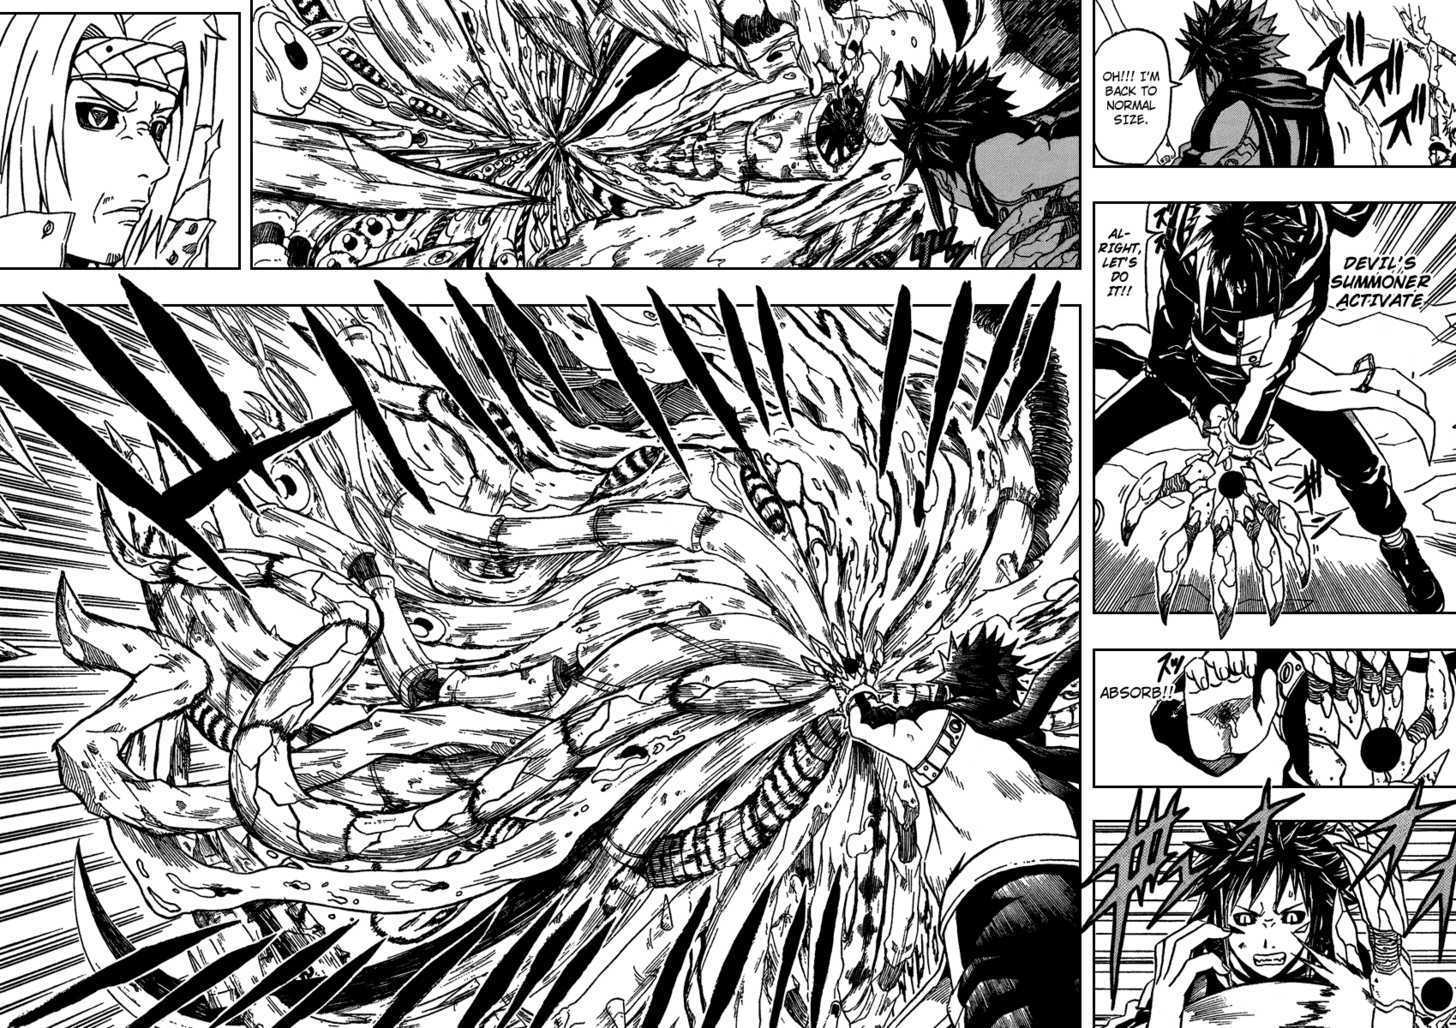 OH!!! I'M
BACK TO
NORMAL
SIZE.
DEVIL'S
SUMMONER
ACTIVATE.
AL-
RIGHT,
LET'S
DO
IT!!
ABSORB!!